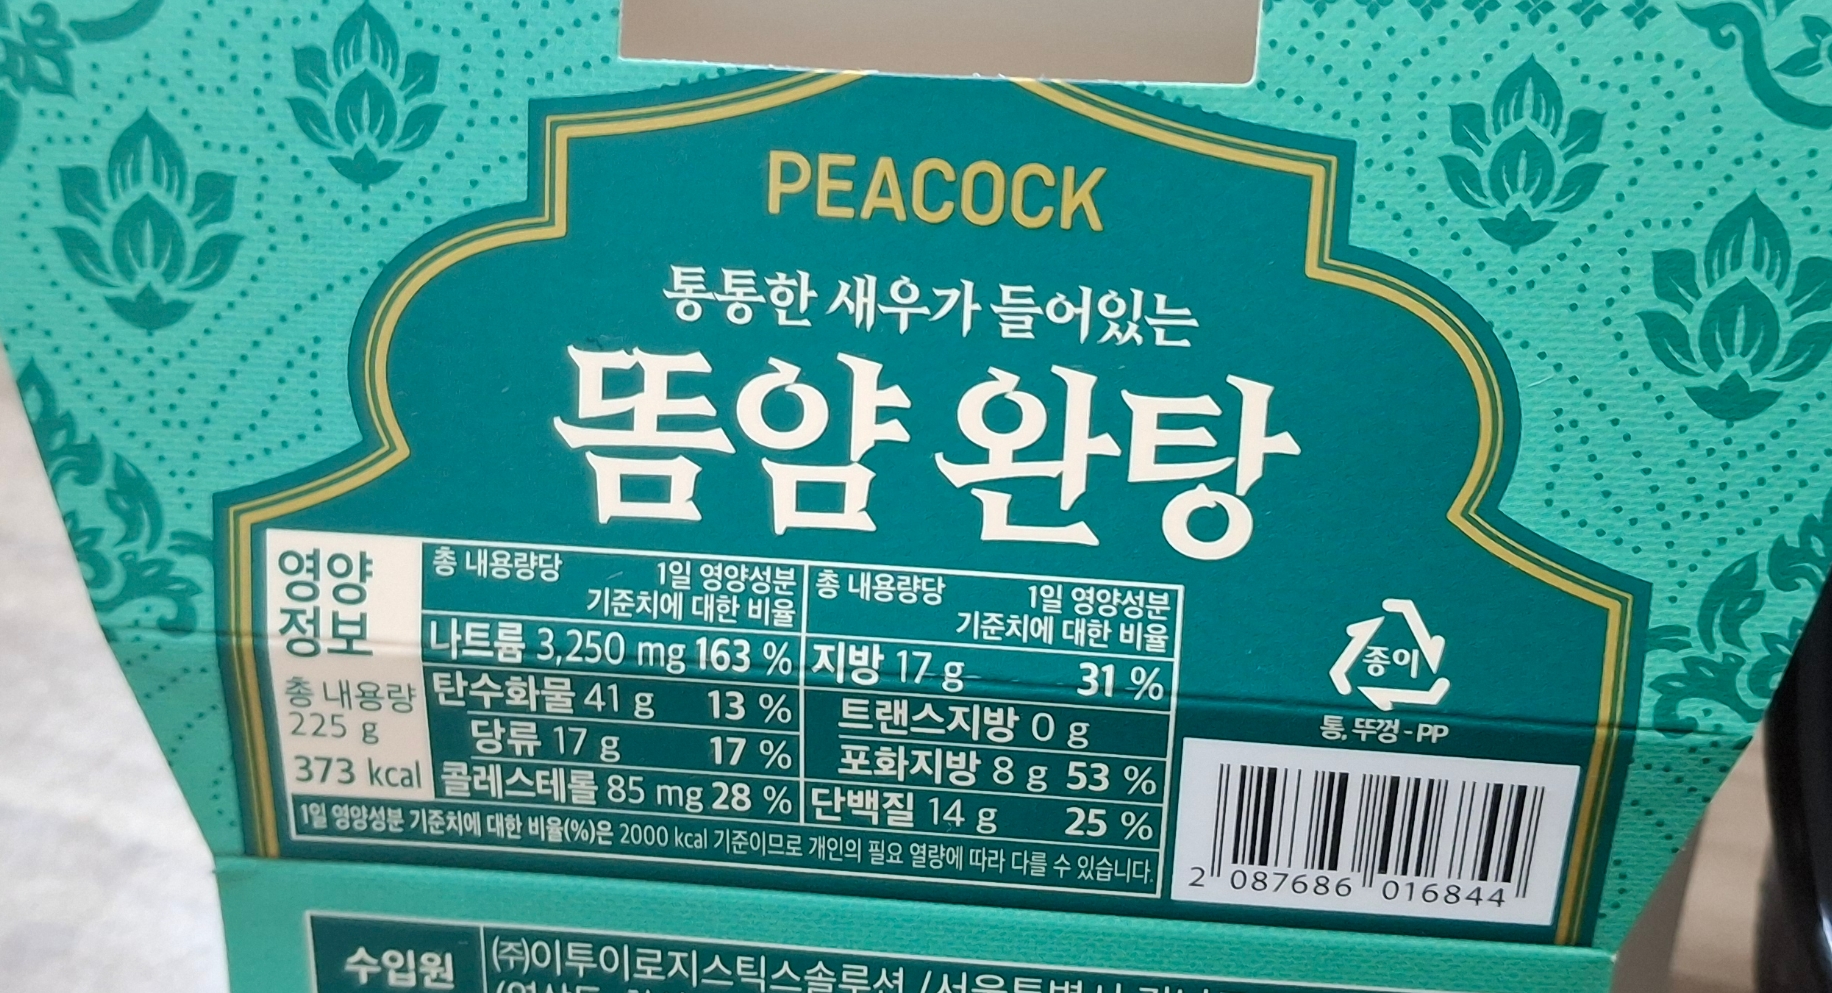 PEACOCK
통통한 새우가 들어있는
똠얌 완탕
영양
정보
총 내용량
225 g
373 kcal
총 내용량당 1일 영양성분
기준치에 대한 비율
나트륨 3,250 mg 163 %
탄수화물 41 g 13 %
당류 17 g 17 %
콜레스테롤 85 mg 28 %
총 내용량당 1일 영양성분
기준치에 대한 비율
지방 17 g 31 %
트랜스지방 0 g
포화지방 8 g 53 %
단백질 14 g 25 %
1일 영양성분 기준치에 대한 비율(%)은 2000 kcal 기준이므로 개인의 필요 열량에 따라 다를 수 있습니다.
종이
통, 뚜껑-PP
2 087686 016844
수입원 (주)이투이로지스틱스솔루션 /서울특별시